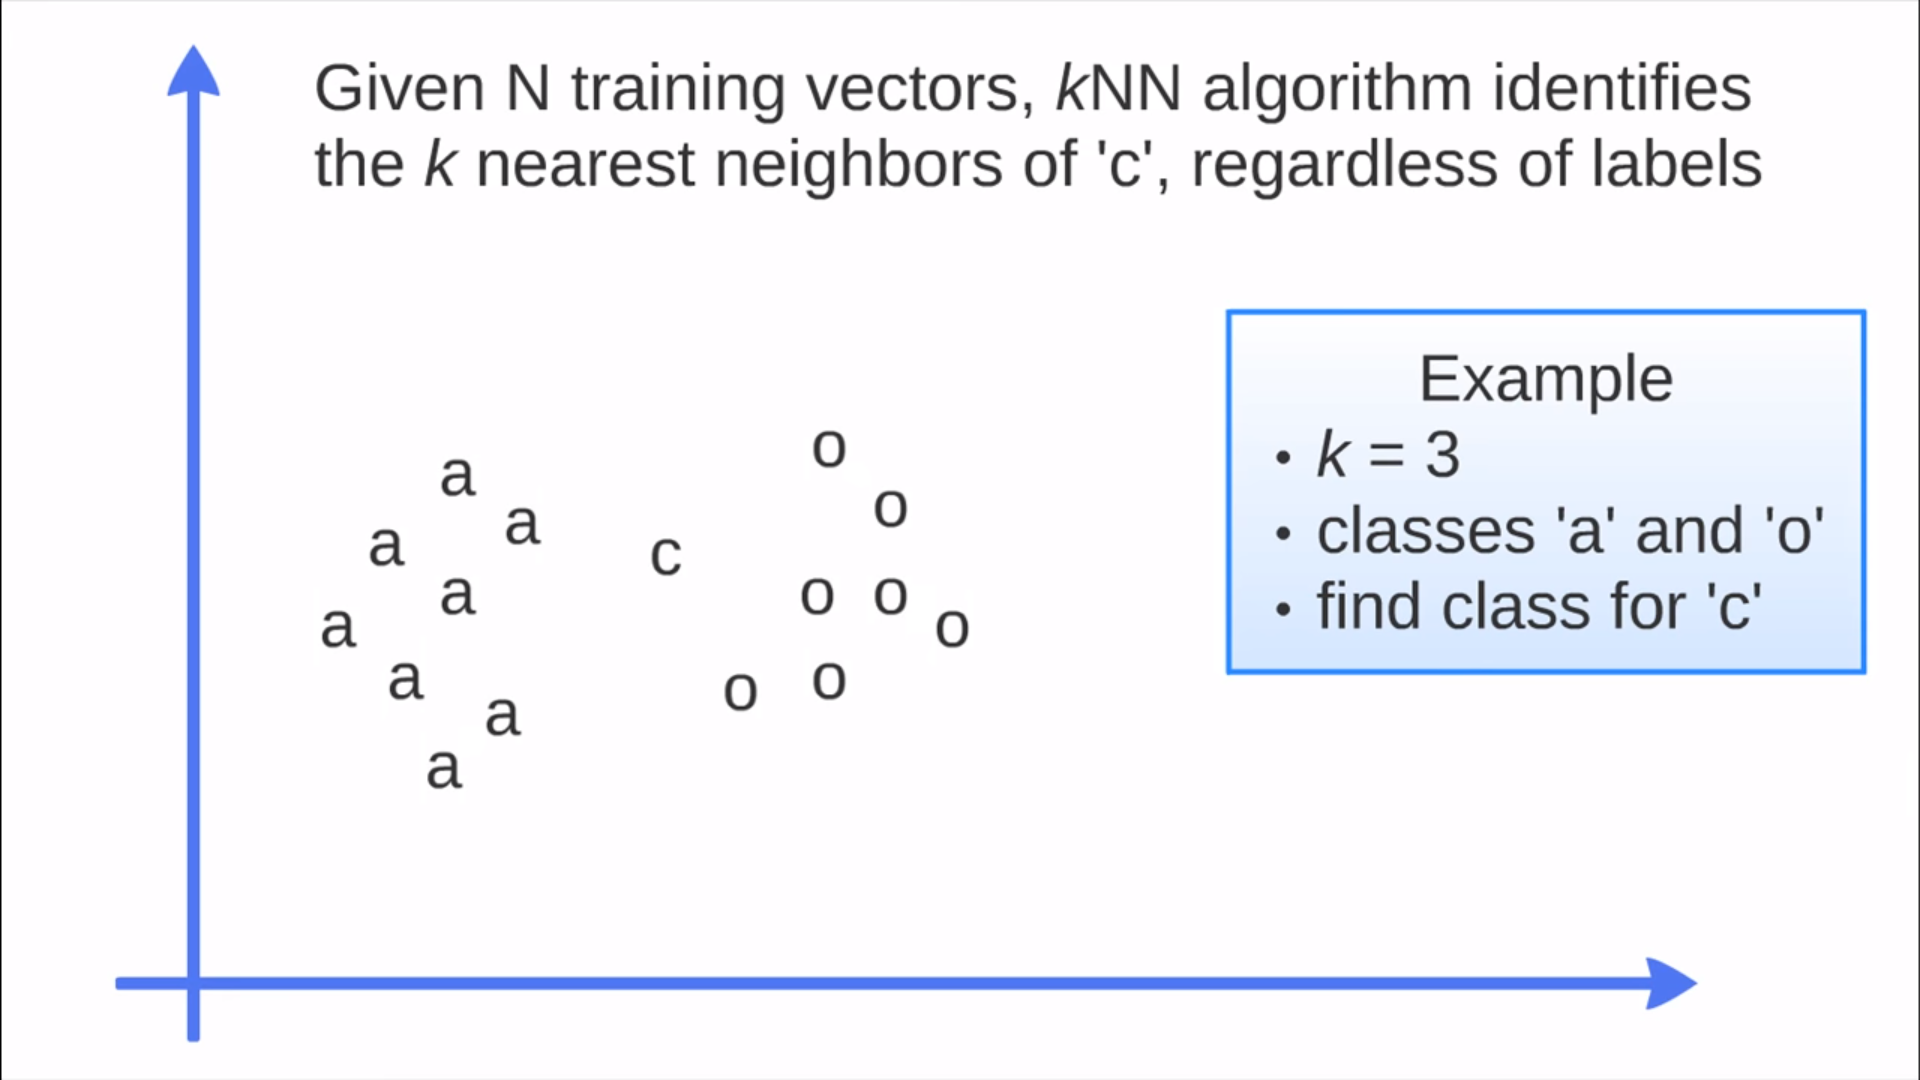 Given N training vectors, kNN algorithm identifies
the k nearest neighbors of 'c', regardless of labels
Example
• k = 3
• classes 'a' and 'o'
• find class for 'c'
o
a
o
a
a
c
a
o o
a
o
a
o
o
a
a